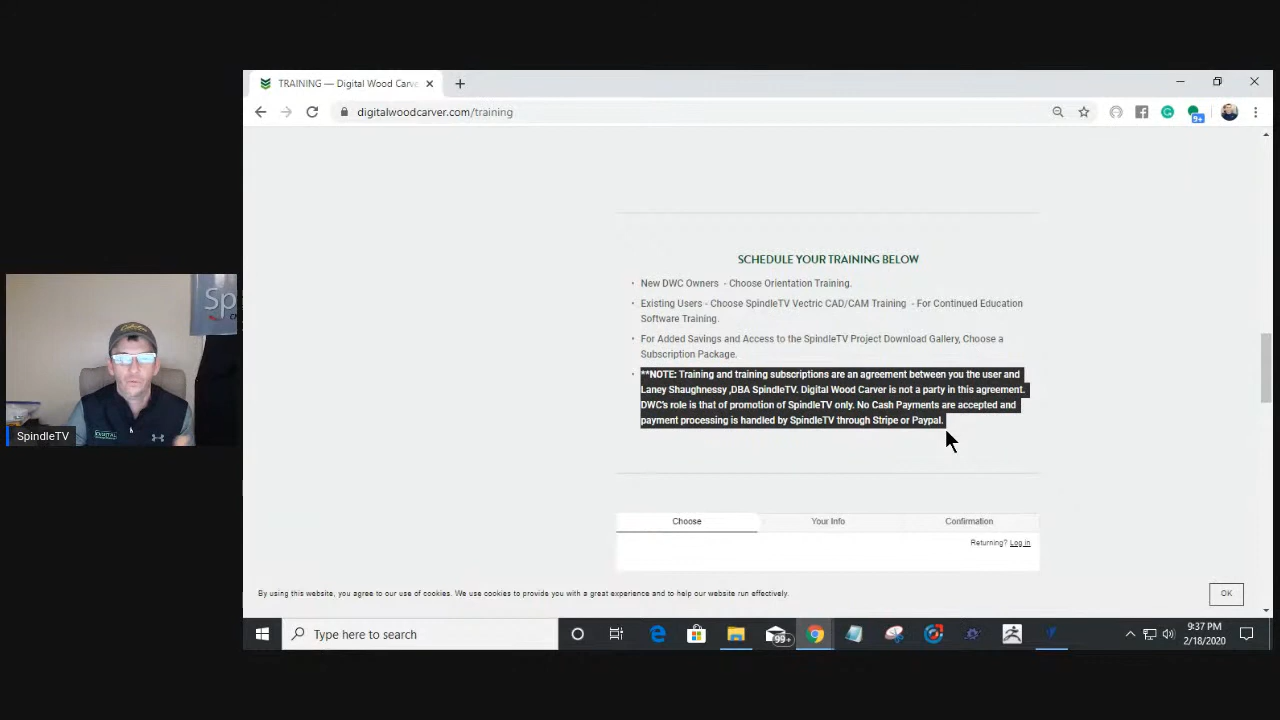 TRAINING — Digital Wood Carve
digitalwoodcarver.com/training
9+
SCHEDULE YOUR TRAINING BELOW
New DWC Owners - Choose Orientation Training.
Existing Users - Choose SpindleTV Vectric CAD/CAM Training - For Continued Education
Software Training.
For Added Savings and Access to the SpindleTV Project Download Gallery, Choose a
Subscription Package.
**NOTE: Training and training subscriptions are an agreement between you the user and
Laney Shaughnessy ,DBA SpindleTV. Digital Wood Carver is not a party in this agreement.
DWC's role is that of promotion of SpindleTV only. No Cash Payments are accepted and
payment processing is handled by SpindleTV through Stripe or Paypal.
Sp
SpindleTV
Choose
Your Info
Confirmation
Returning? Log in
By using this website, you agree to our use of cookies. We use cookies to provide you with a great experience and to help our website run effectively.
OK
Type here to search
99+
9:37 PM
2/18/2020